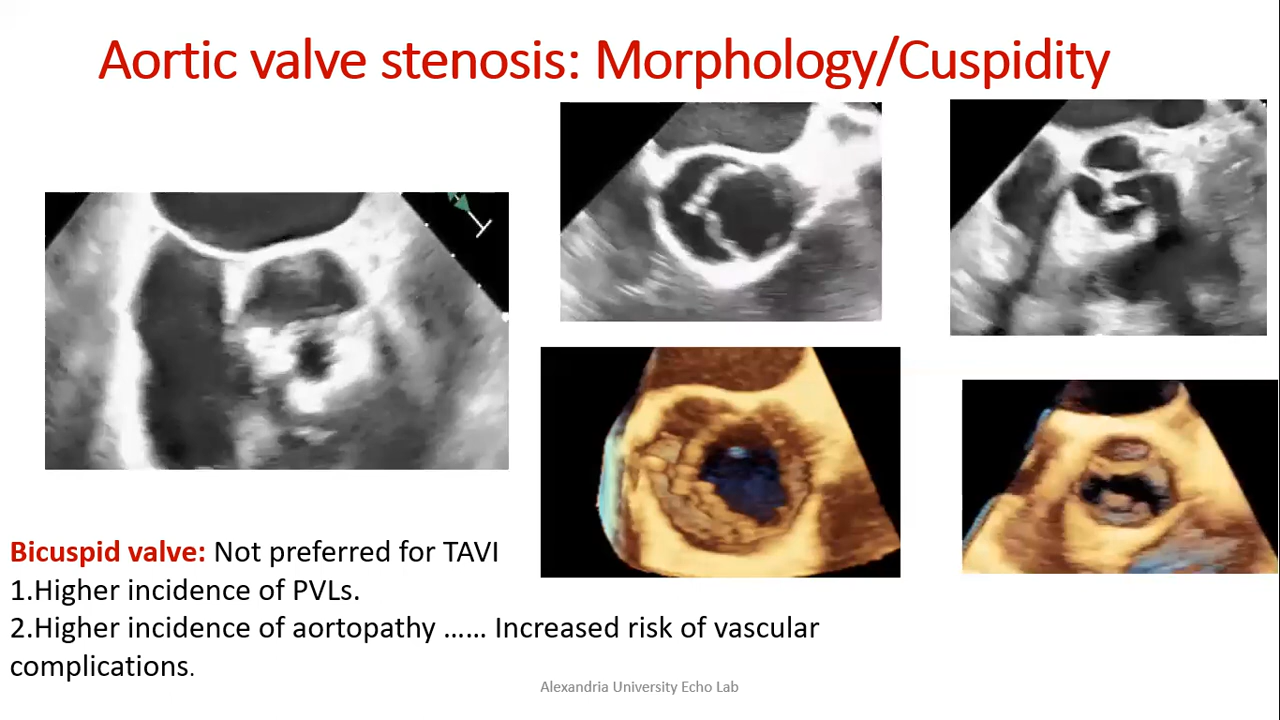 Aortic valve stenosis: Morphology/Cuspidity
Bicuspid valve: Not preferred for TAVI
1.Higher incidence of PVLs.
2.Higher incidence of aortopathy …… Increased risk of vascular
complications.
Alexandria University Echo Lab